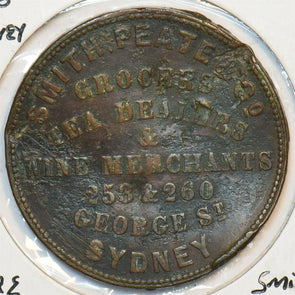 SMITH PEATE & CO
GROCERS
TEA DEALERS
&
WINE MERCHANTS
258 & 260
GEORGE ST
SYDNEY